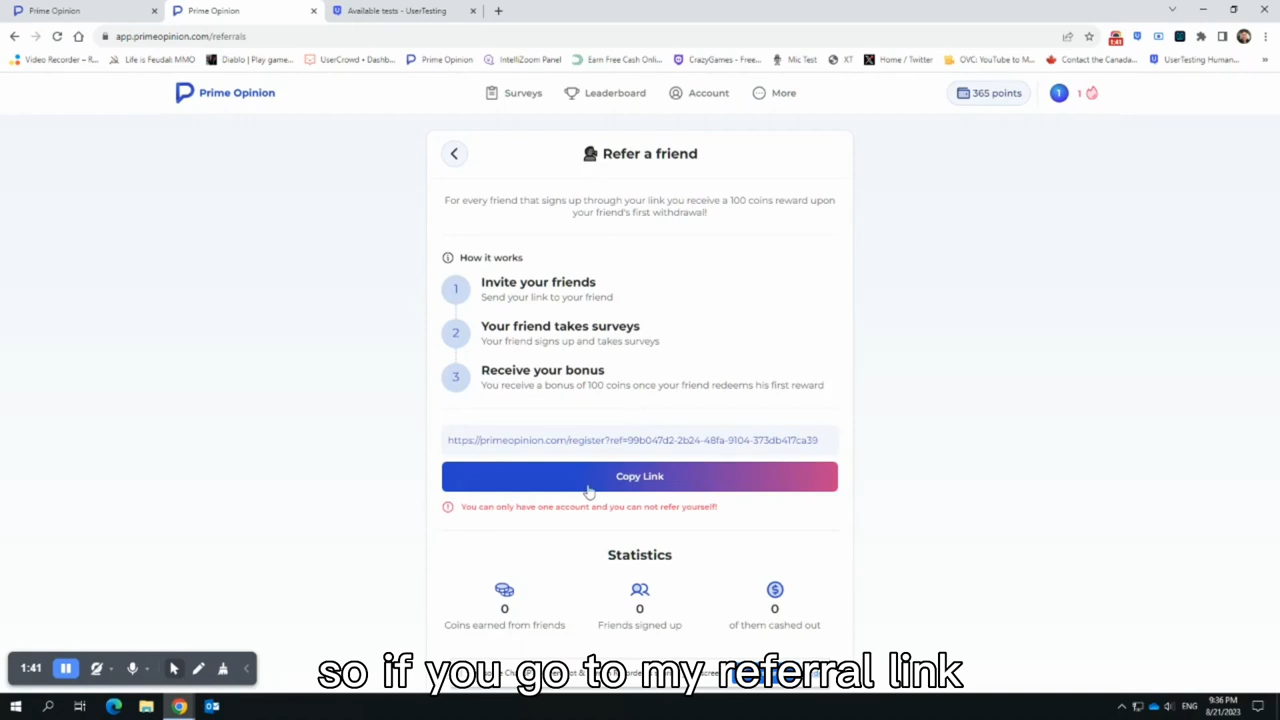 Prime Opinion
Prime Opinion
Available tests - UserTesting
app.primeopinion.com/referrals
1:41
Video Recorder – R...
Life is Feudal: MMO
Diablo | Play game...
UserCrowd – Dashb...
Prime Opinion
IntelliZoom Panel
Earn Free Cash Onli...
CrazyGames - Free...
Mic Test
XT
Home / Twitter
OVC: YouTube to M...
Contact the Canada...
UserTesting Human...
Prime Opinion
Surveys
Leaderboard
Account
More
365 points
1
1
Refer a friend
For every friend that signs up through your link you receive a 100 coins reward upon
your friend's first withdrawal!
How it works
1
Invite your friends
Send your link to your friend
2
Your friend takes surveys
Your friend signs up and takes surveys
3
Receive your bonus
You receive a bonus of 100 coins once your friend redeems his first reward
https://primeopinion.com/register?ref=99b047d2-2b24-48fa-9104-373db417ca39
Copy Link
You can only have one account and you can not refer yourself!
Statistics
0
Coins earned from friends
0
Friends signed up
0
of them cashed out
1:41
so if you go to my referral link
ENG
9:36 PM
8/21/2023